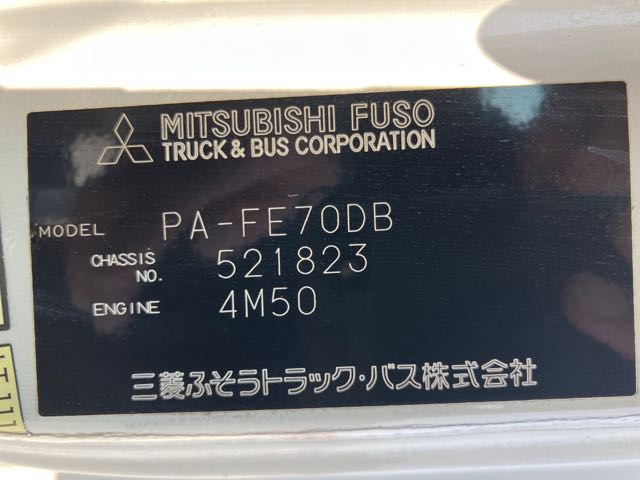 MITSUBISHI FUSO
TRUCK & BUS CORPORATION
MODEL PA-FE70DB
CHASSIS NO. 521823
ENGINE 4M50
三菱ふそうトラック・バス株式会社